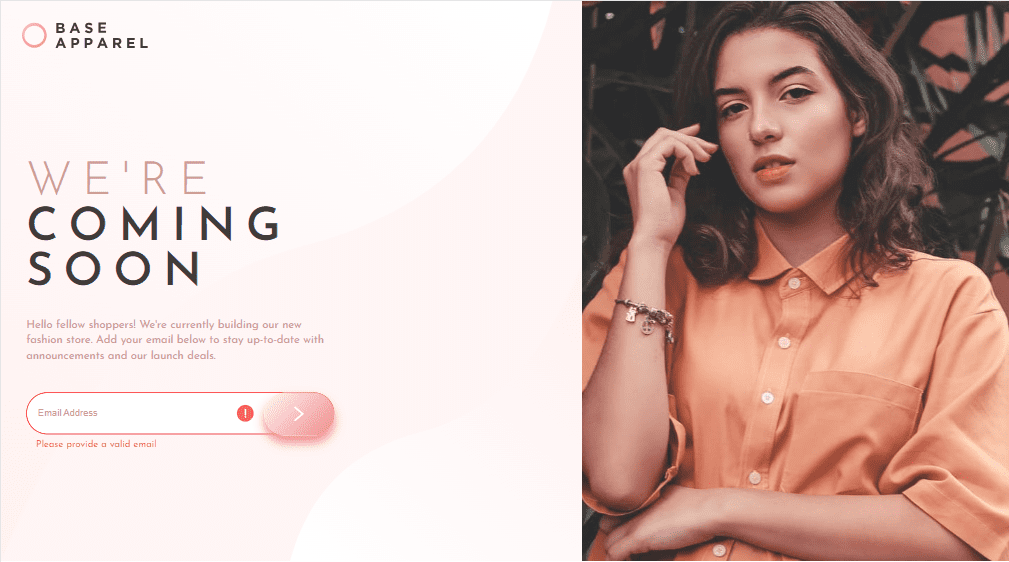 BASE
APPAREL
WE'RE
COMING
SOON
Hello fellow shoppers! We're currently building our new
fashion store. Add your email below to stay up-to-date with
announcements and our launch deals.
Email Address
!
Please provide a valid email